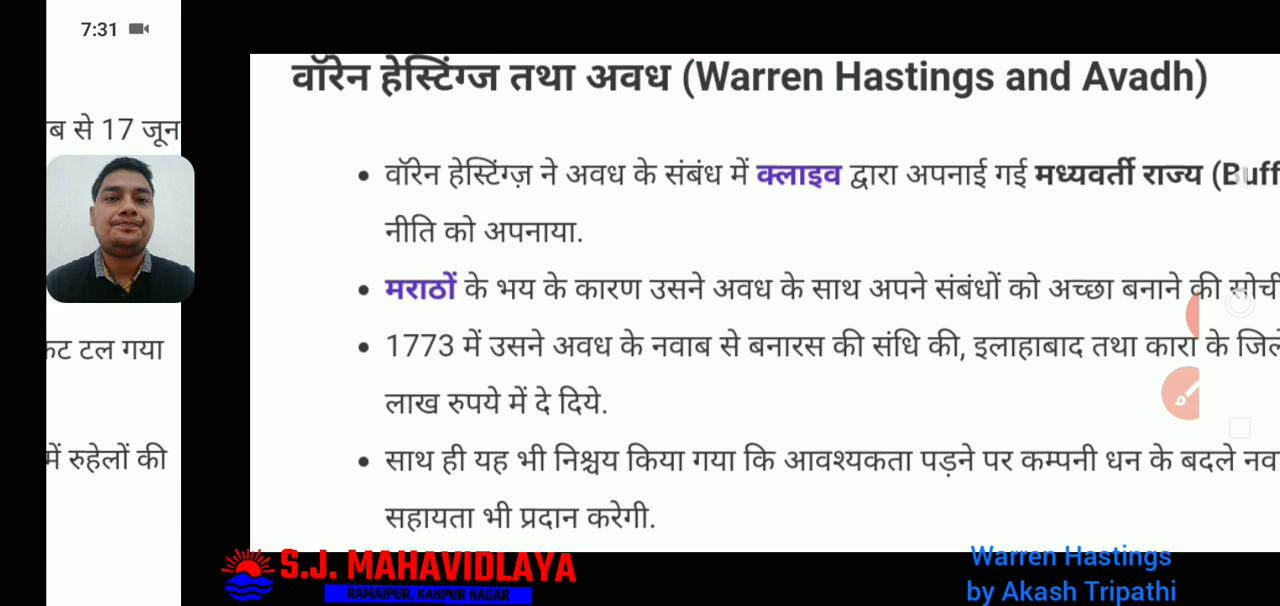 7:31
ब से 17 जून
कट टल गया
में रुहेलों की
वॉरेन हेस्टिंग्ज तथा अवध (Warren Hastings and Avadh)
वॉरेन हेस्टिंग्ज़ ने अवध के संबंध में क्लाइव द्वारा अपनाई गई मध्यवर्ती राज्य (Buff
नीति को अपनाया.
मराठों के भय के कारण उसने अवध के साथ अपने संबंधों को अच्छा बनाने की सोची
1773 में उसने अवध के नवाब से बनारस की संधि की, इलाहाबाद तथा कारा के जिले
लाख रुपये में दे दिये.
साथ ही यह भी निश्चय किया गया कि आवश्यकता पड़ने पर कम्पनी धन के बदले नवा
सहायता भी प्रदान करेगी.
S.J. MAHAVIDLAYA
RAMAIPUR, KANPUR NAGAR
Warren Hastings
by Akash Tripathi